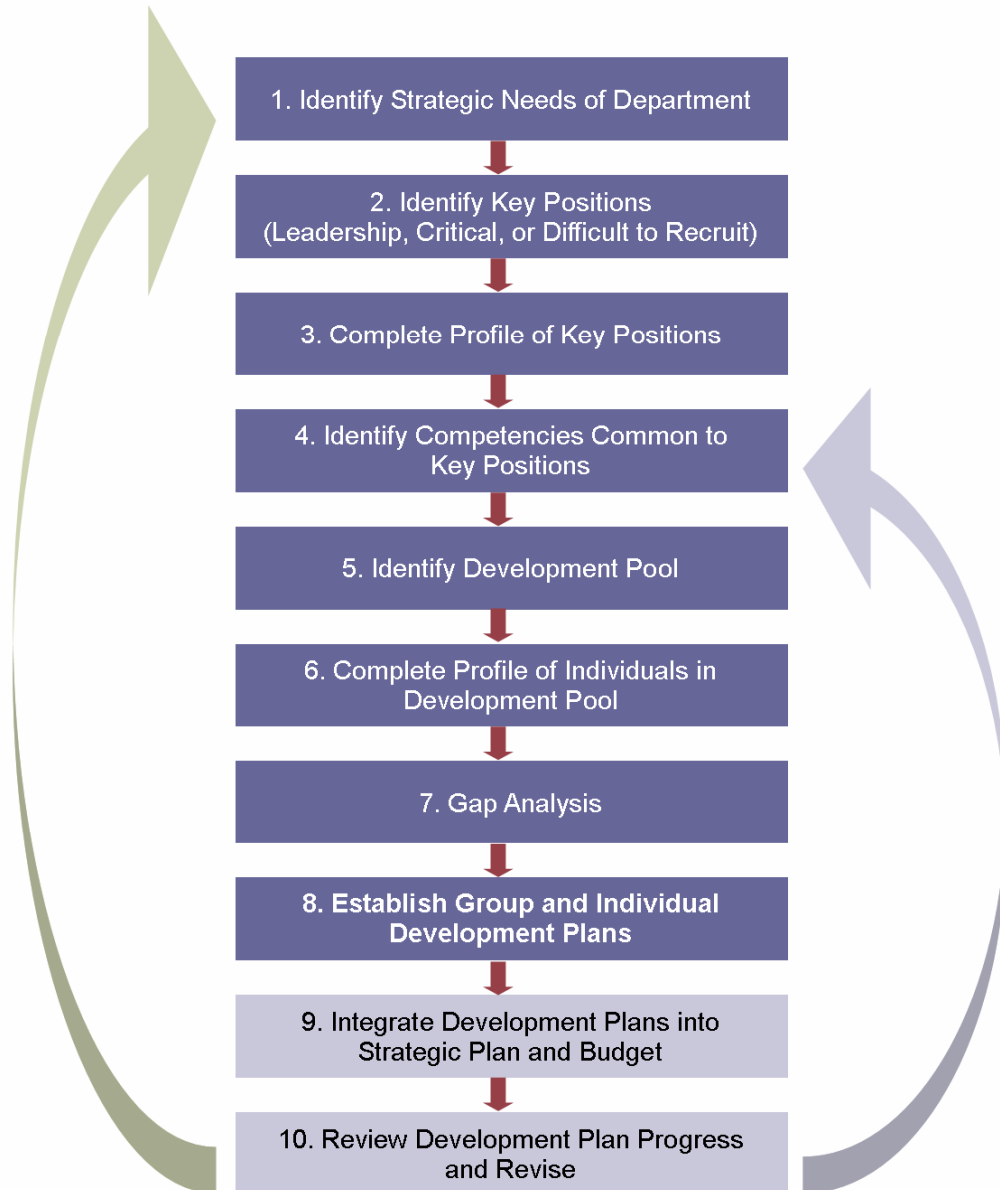 1. Identify Strategic Needs of Department
2. Identify Key Positions
(Leadership, Critical, or Difficult to Recruit)
3. Complete Profile of Key Positions
4. Identify Competencies Common to
Key Positions
5. Identify Development Pool
6. Complete Profile of Individuals in
Development Pool
7. Gap Analysis
8. Establish Group and Individual
Development Plans
9. Integrate Development Plans into
Strategic Plan and Budget
10. Review Development Plan Progress
and Revise